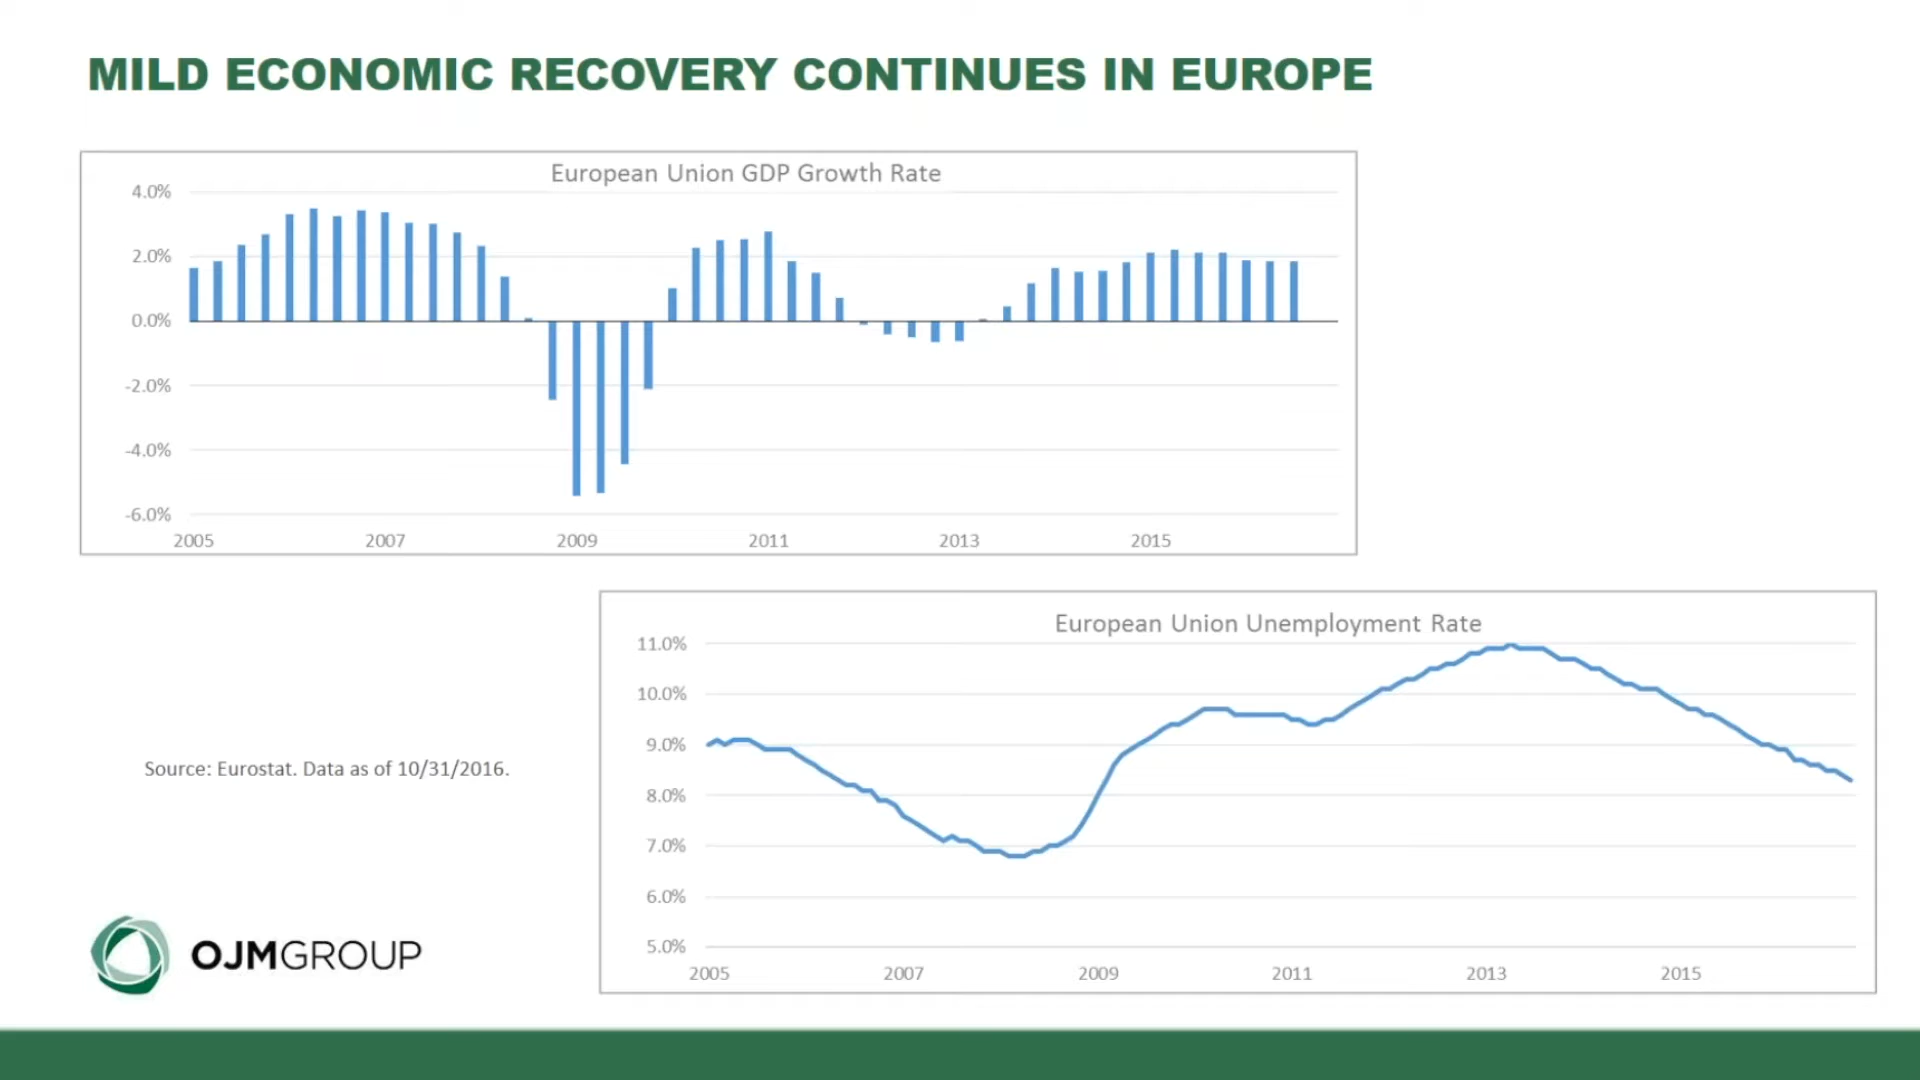 MILD ECONOMIC RECOVERY CONTINUES IN EUROPE
European Union GDP Growth Rate
4.0%
2.0%
0.0%
-2.0%
-4.0%
-6.0%
2005 2007 2009 2011 2013 2015
European Union Unemployment Rate
11.0%
10.0%
9.0%
8.0%
7.0%
6.0%
5.0%
2005 2007 2009 2011 2013 2015
Source: Eurostat. Data as of 10/31/2016.
OJMGROUP